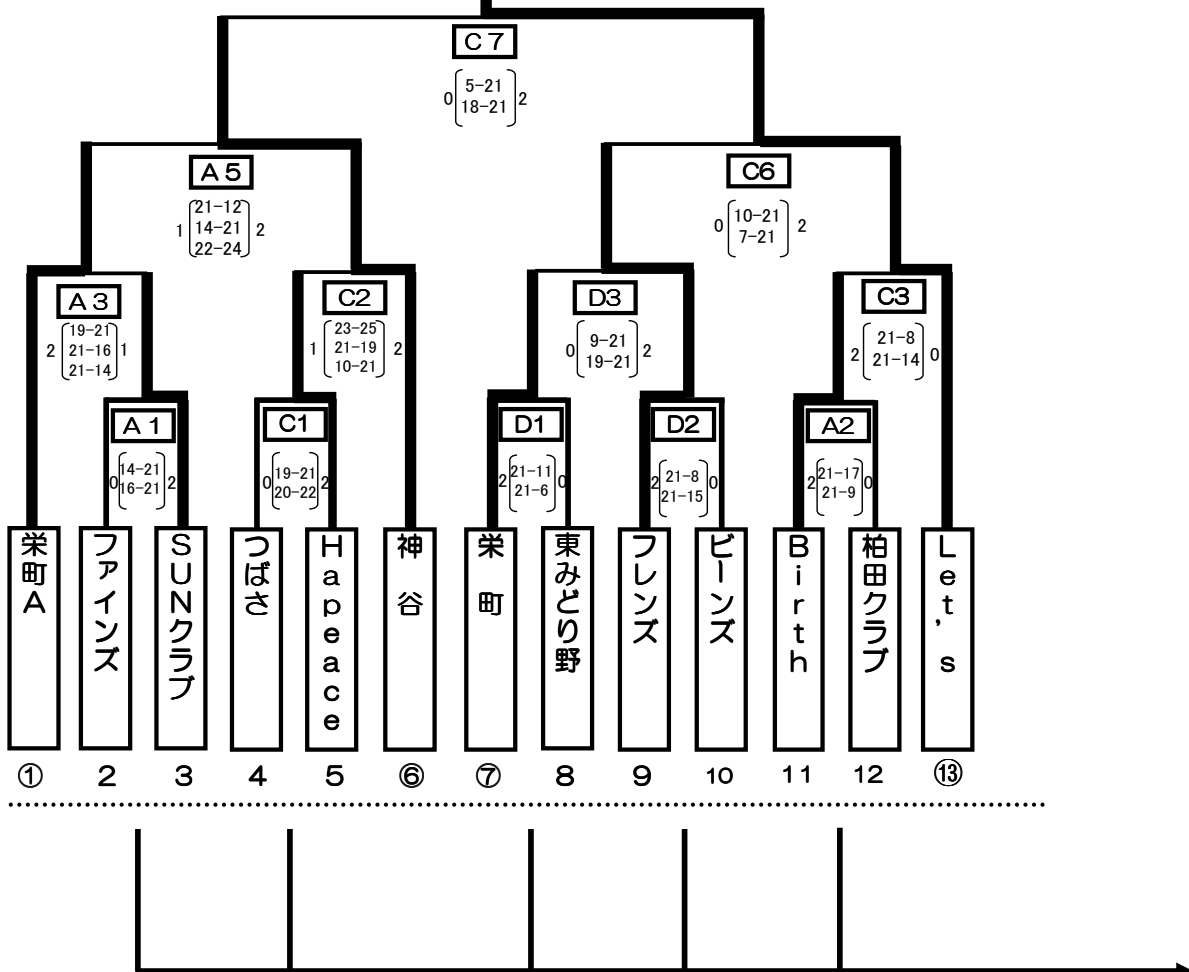 C 7
0 5-21 2
18-21
A 5
C6
1 21-12 2
14-21
22-24
0 10-21 2
7-21
A 3
C2
D3
C3
2 19-21 1
21-16
21-14
1 23-25 2
21-19
10-21
0 9-21 2
19-21
2 21-8 0
21-14
A 1
C1
D1
D2
A2
0 14-21 2
16-21
0 19-21 2
20-22
2 21-11 0
21-6
2 21-8 0
21-15
2 21-17 0
21-9
栄町A
ファインズ
SUNクラブ
つばさ
Hapeace
神谷
栄町
東みどり野
フレンズ
ビーンズ
Birth
柏田クラブ
Let's
① 2 3 4 5 ⑥ ⑦ 8 9 10 11 12 ⑬